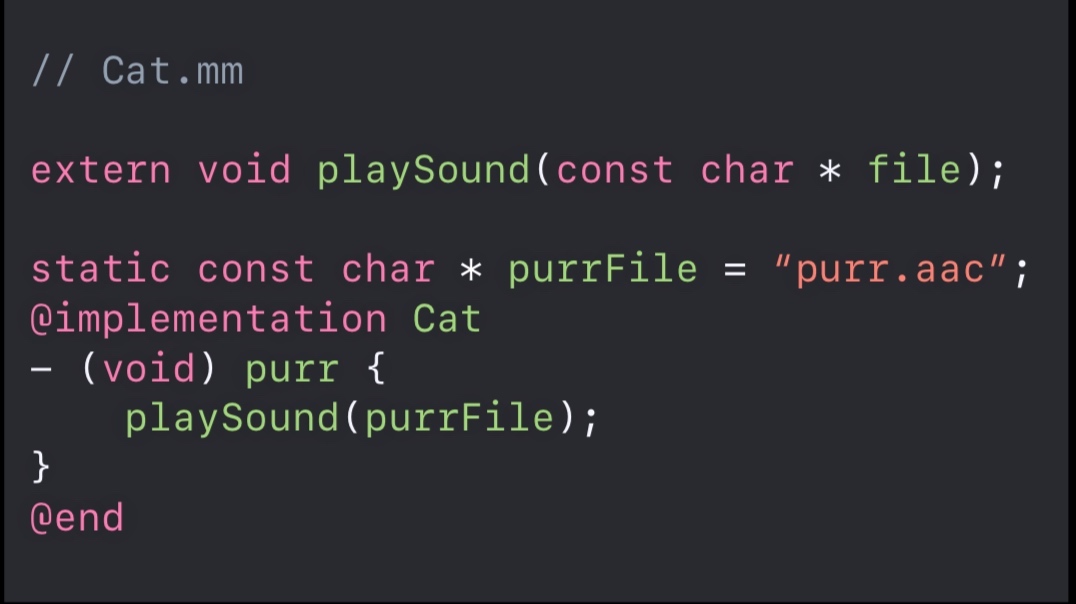 // Cat.mm
extern void playSound(const char * file);
static const char * purrFile = “purr.aac”;
@implementation Cat
– (void) purr {
    playSound(purrFile);
}
@end